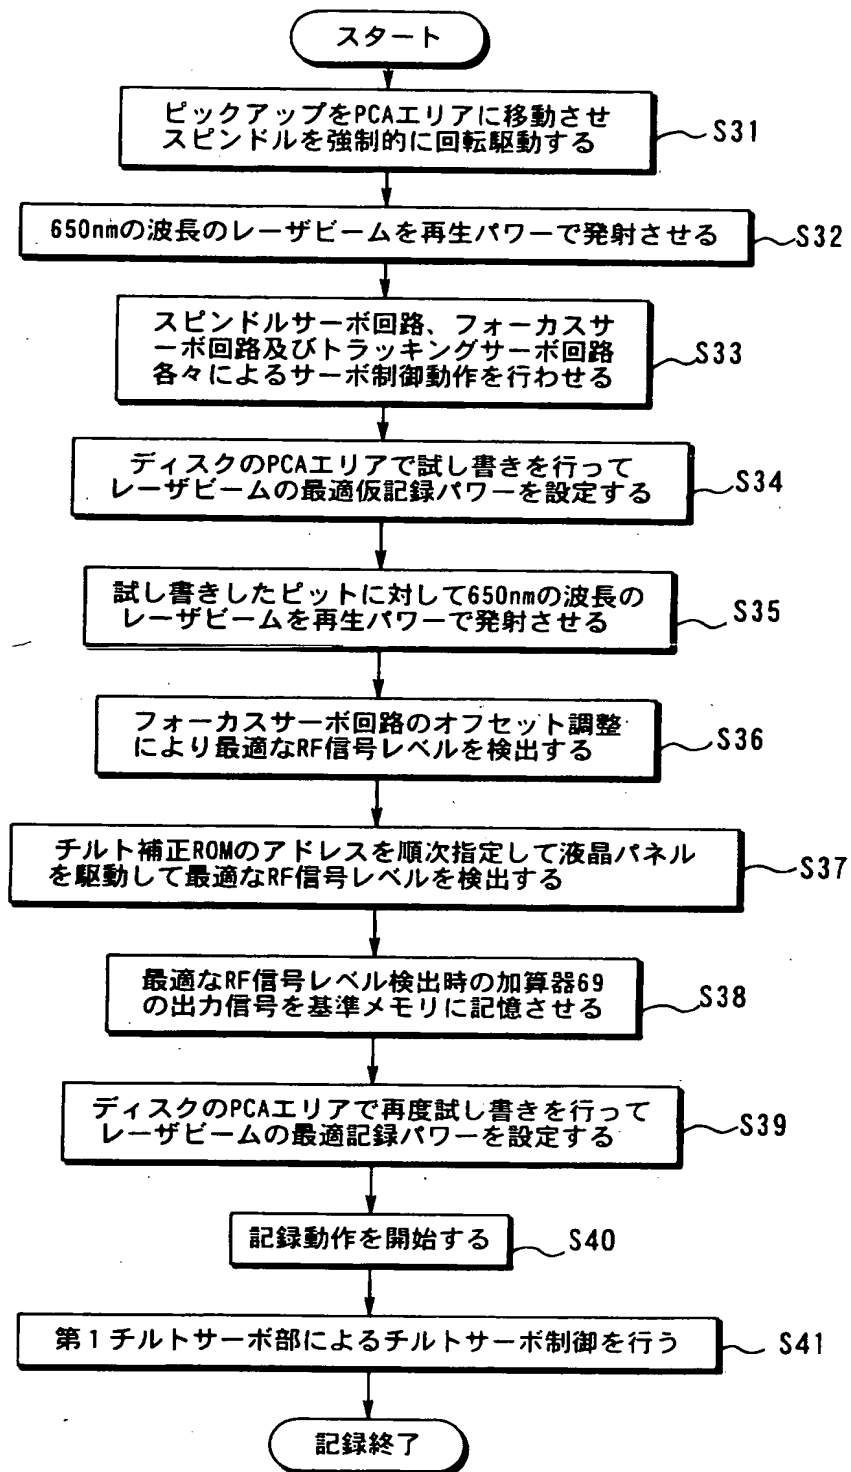 スタート
ピックアップをPCAエリアに移動させ
スピンドルを強制的に回転駆動する
S31
650nmの波長のレーザビームを再生パワーで発射させる
S32
スピンドルサーボ回路、フォーカスサ
ーボ回路及びトラッキングサーボ回路
各々によるサーボ制御動作を行わせる
S33
ディスクのPCAエリアで試し書きを行って
レーザビームの最適仮記録パワーを設定する
S34
試し書きしたピットに対して650nmの波長の
レーザビームを再生パワーで発射させる
S35
フォーカスサーボ回路のオフセット調整
により最適なRF信号レベルを検出する
S36
チルト補正ROMのアドレスを順次指定して液晶パネル
を駆動して最適なRF信号レベルを検出する
S37
最適なRF信号レベル検出時の加算器69
の出力信号を基準メモリに記憶させる
S38
ディスクのPCAエリアで再度試し書きを行って
レーザビームの最適記録パワーを設定する
S39
記録動作を開始する
S40
第1チルトサーボ部によるチルトサーボ制御を行う
S41
記録終了